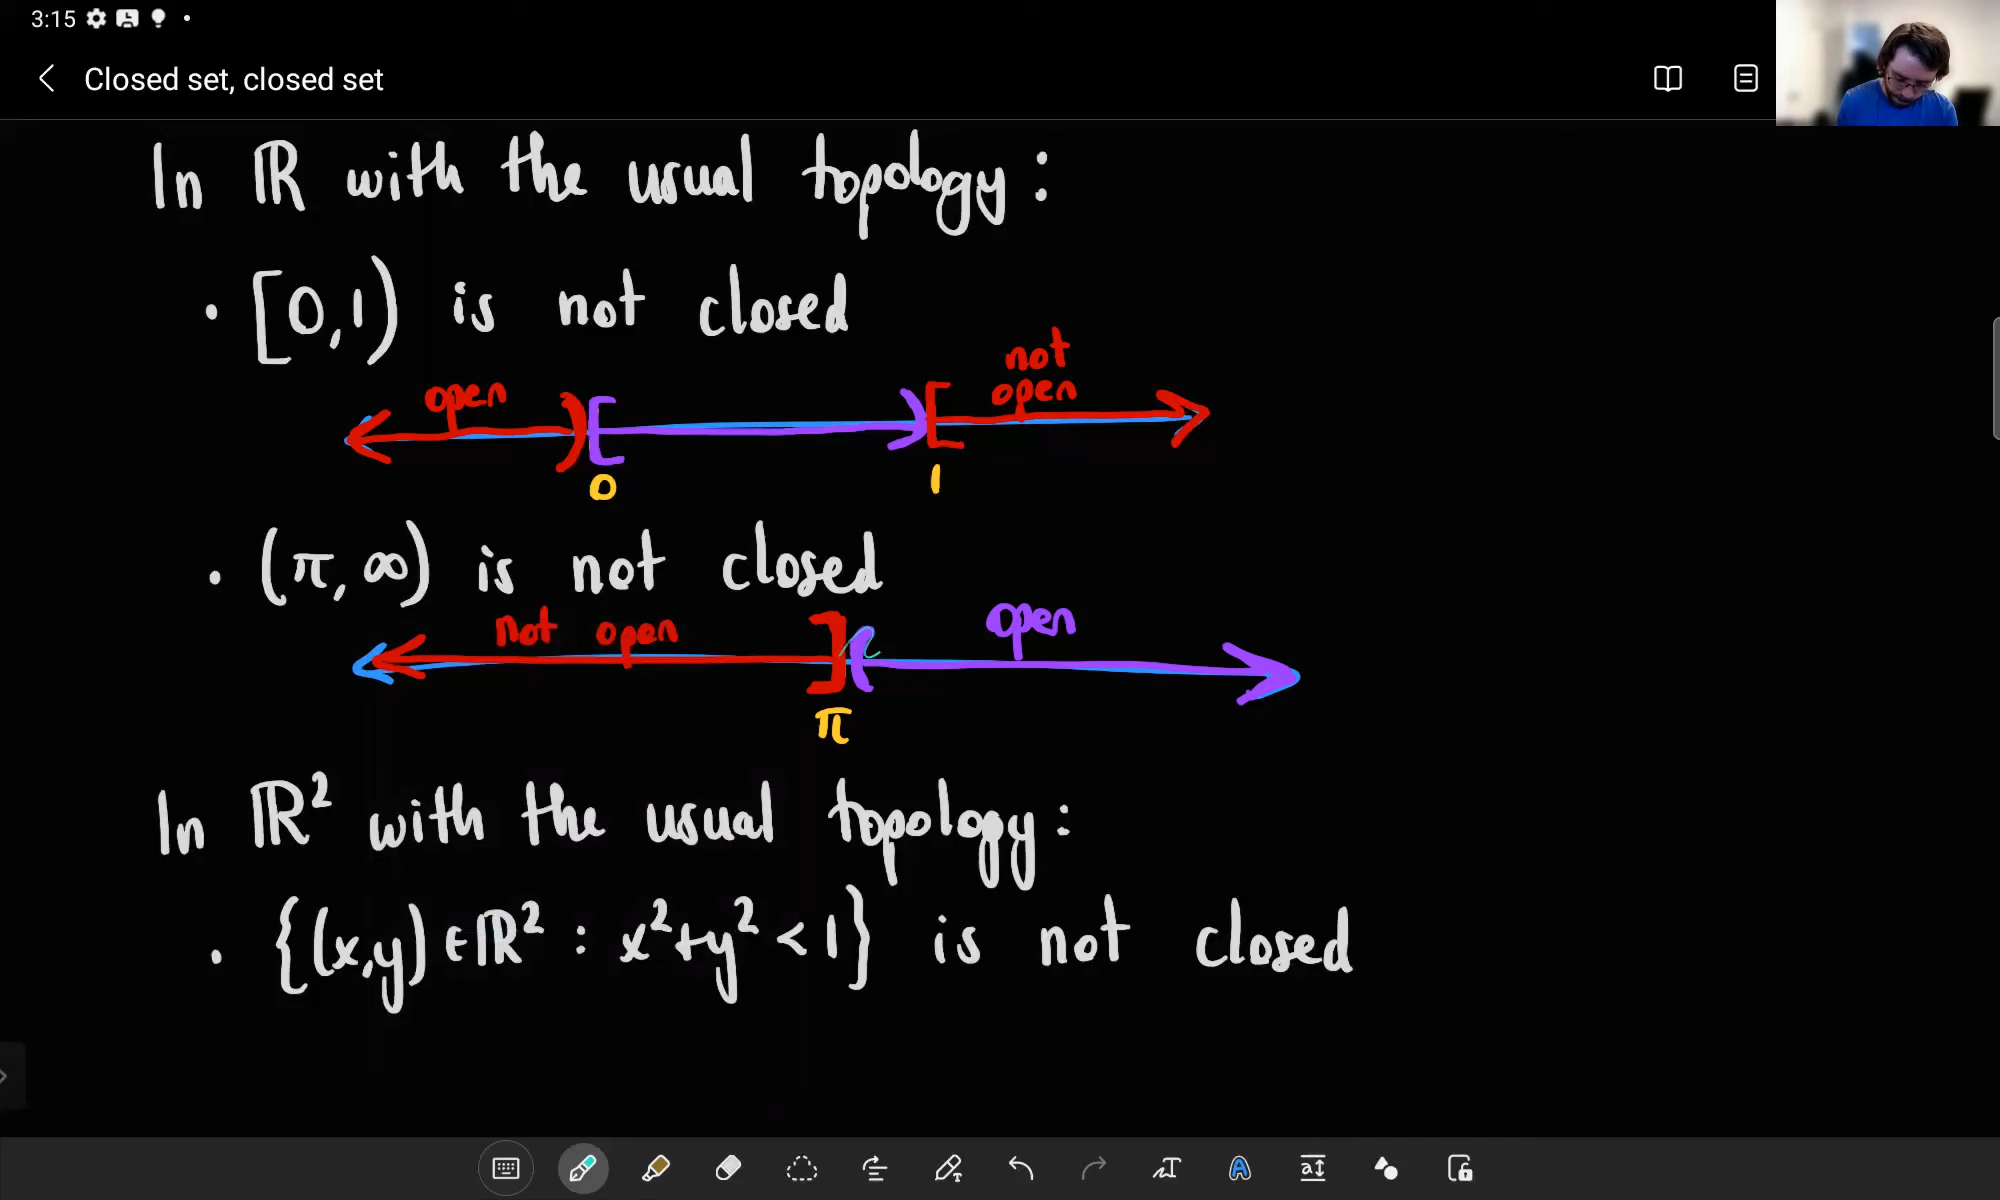 3:15
Closed set, closed set
In ℝ with the usual topology:
• [0,1) is not closed
open
not
open
0
1
• (π,∞) is not closed
not open
open
π
In ℝ² with the usual topology:
• {(x,y)∈ℝ² : x²+y² < 1} is not closed